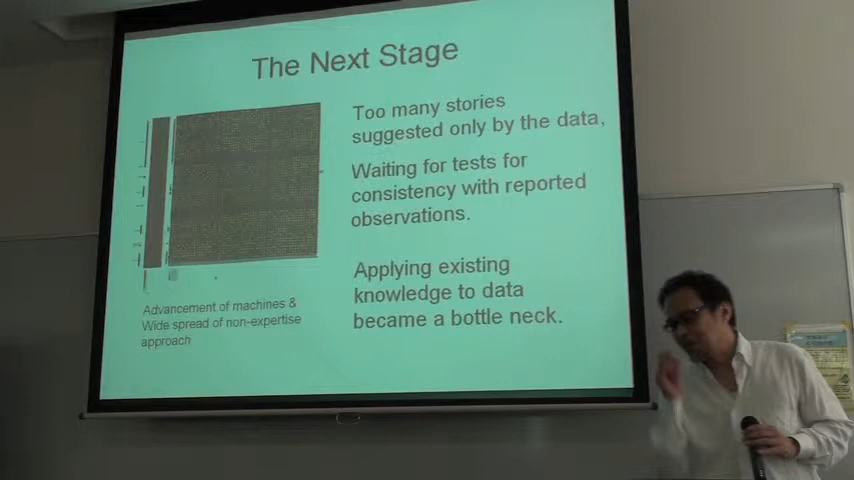 The Next Stage
Too many stories
suggested only by the data,
Waiting for tests for
consistency with reported
observations.
Applying existing
knowledge to data
became a bottle neck.
Advancement of machines &
Wide spread of non-expertise
approach